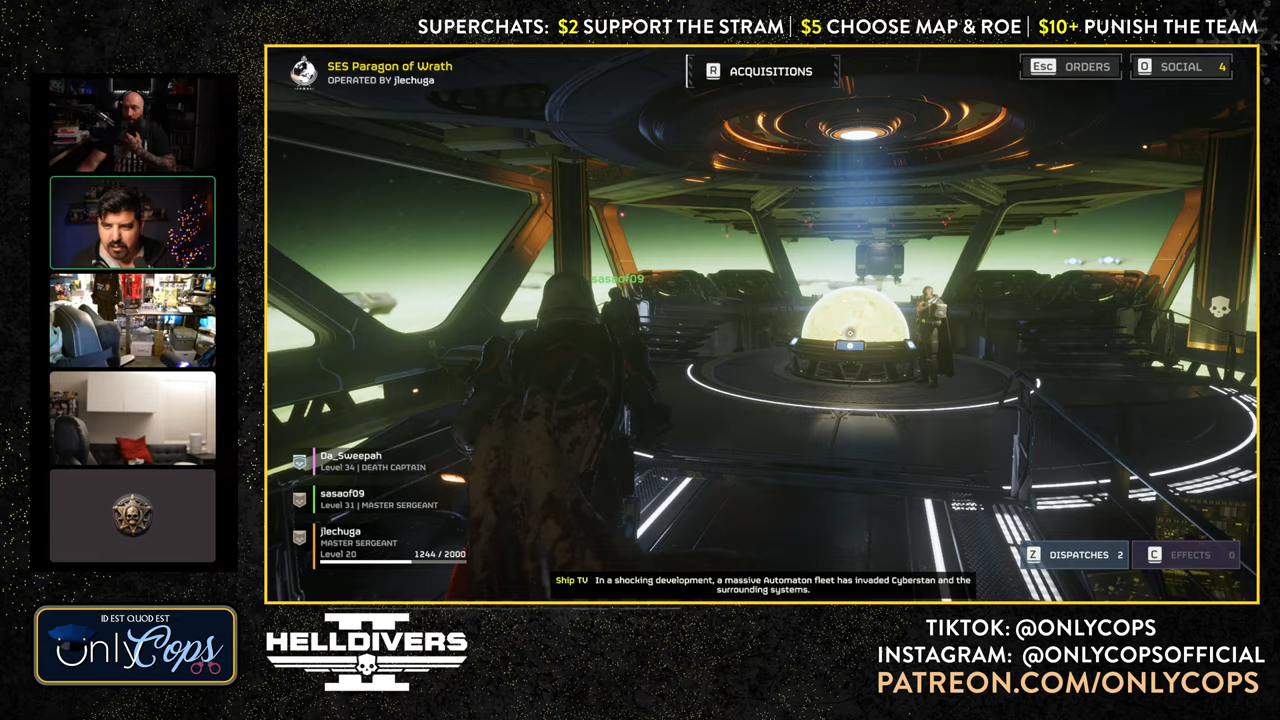 SUPERCHATS: $2 SUPPORT THE STRAM | $5 CHOOSE MAP & ROE | $10+ PUNISH THE TEAM
SES Paragon of Wrath
OPERATED BY jlechuga
R ACQUISITIONS
Esc ORDERS
O SOCIAL 4
sasaof09
Da_Sweepah
Level 34 | DEATH CAPTAIN
sasaof09
Level 31 | MASTER SERGEANT
jlechuga
MASTER SERGEANT
Level 20 1244 / 2000
Z DISPATCHES 2
C EFFECTS 0
Ship TV In a shocking development, a massive Automaton fleet has invaded Cyberstan and the
surrounding systems.
ID EST QUOD EST
OnlyCops
HELLDIVERS
II
TIKTOK: @ONLYCOPS
INSTAGRAM: @ONLYCOPSOFFICIAL
PATREON.COM/ONLYCOPS